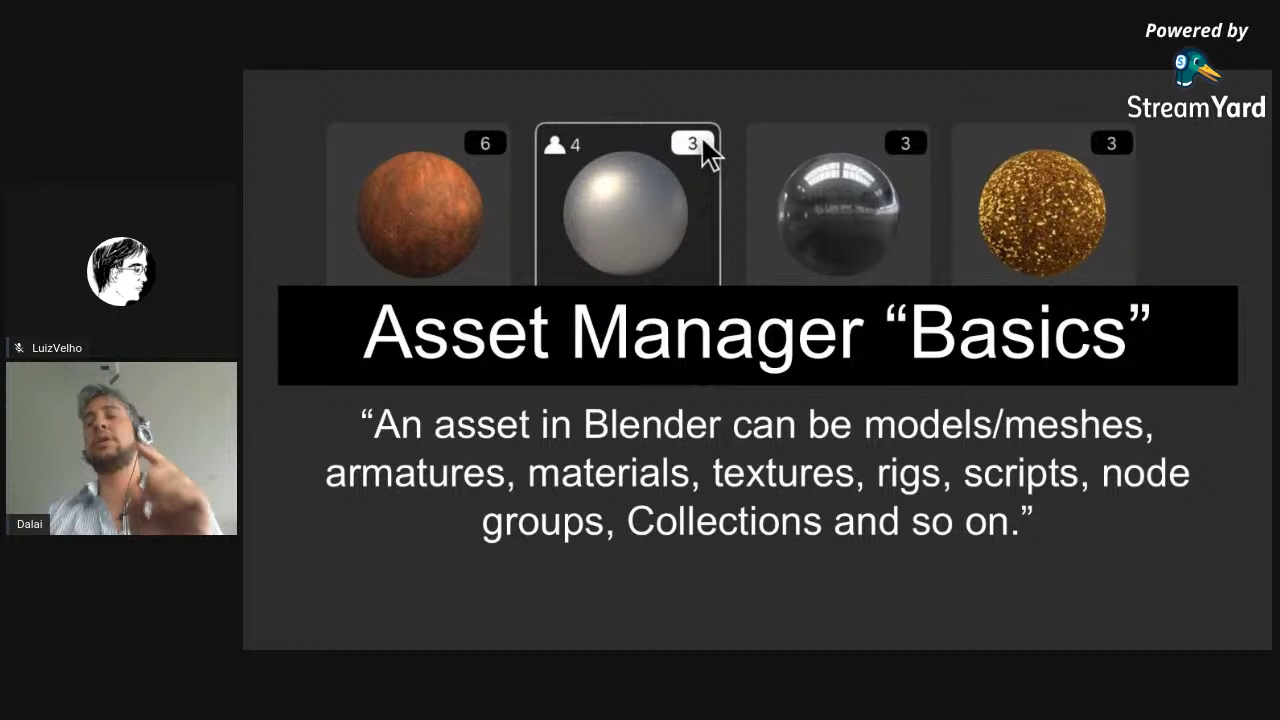 Powered by
StreamYard
6
4
3
3
3
Asset Manager “Basics”
“An asset in Blender can be models/meshes,
armatures, materials, textures, rigs, scripts, node
groups, Collections and so on.”
LuizVelho
Dalai